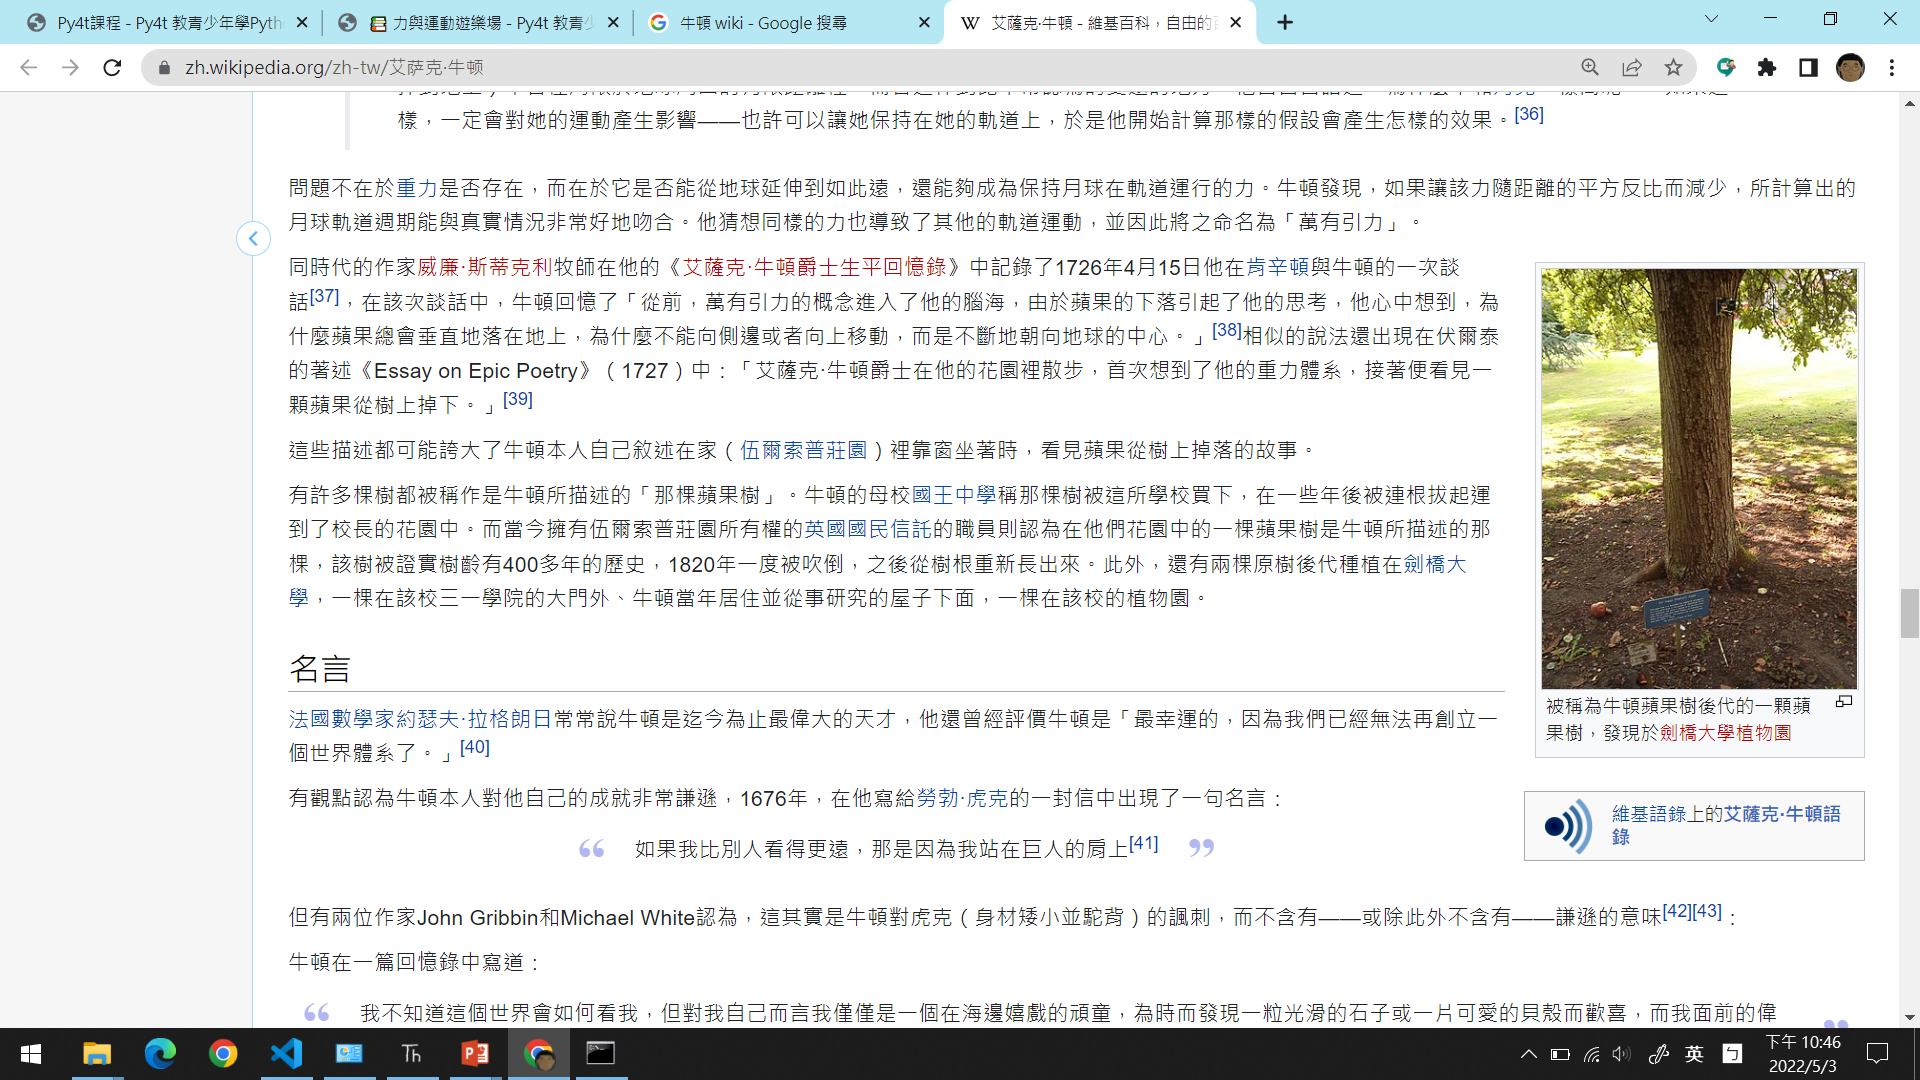 Py4t課程 - Py4t 教青少年學Pyth
力與運動遊樂場 - Py4t 教青少
牛頓 wiki - Google 搜尋
艾薩克·牛頓 - 維基百科，自由的百
zh.wikipedia.org/zh-tw/艾萨克·牛顿
樣，一定會對她的運動產生影響——也許可以讓她保持在她的軌道上，於是他開始計算那樣的假設會產生怎樣的效果。[36]
問題不在於重力是否存在，而在於它是否能從地球延伸到如此遠，還能夠成為保持月球在軌道運行的力。牛頓發現，如果讓該力隨距離的平方反比而減少，所計算出的
月球軌道週期能與真實情況非常好地吻合。他猜想同樣的力也導致了其他的軌道運動，並因此將之命名為「萬有引力」。
同時代的作家威廉·斯蒂克利牧師在他的《艾薩克·牛頓爵士生平回憶錄》中記錄了1726年4月15日他在肯辛頓與牛頓的一次談
話[37]，在該次談話中，牛頓回憶了「從前，萬有引力的概念進入了他的腦海，由於蘋果的下落引起了他的思考，他心中想到，為
什麼蘋果總會垂直地落在地上，為什麼不能向側邊或者向上移動，而是不斷地朝向地球的中心。」[38]相似的說法還出現在伏爾泰
的著述《Essay on Epic Poetry》（1727）中：「艾薩克·牛頓爵士在他的花園裡散步，首次想到了他的重力體系，接著便看見一
顆蘋果從樹上掉下。」[39]
這些描述都可能誇大了牛頓本人自己敘述在家（伍爾索普莊園）裡靠窗坐著時，看見蘋果從樹上掉落的故事。
有許多棵樹都被稱作是牛頓所描述的「那棵蘋果樹」。牛頓的母校國王中學稱那棵樹被這所學校買下，在一些年後被連根拔起運
到了校長的花園中。而當今擁有伍爾索普莊園所有權的英國國民信託的職員則認為在他們花園中的一棵蘋果樹是牛頓所描述的那
棵，該樹被證實樹齡有400多年的歷史，1820年一度被吹倒，之後從樹根重新長出來。此外，還有兩棵原樹後代種植在劍橋大
學，一棵在該校三一學院的大門外、牛頓當年居住並從事研究的屋子下面，一棵在該校的植物園。
被稱為牛頓蘋果樹後代的一顆蘋
果樹，發現於劍橋大學植物園
名言
法國數學家約瑟夫·拉格朗日常常說牛頓是迄今為止最偉大的天才，他還曾經評價牛頓是「最幸運的，因為我們已經無法再創立一
個世界體系了。」[40]
有觀點認為牛頓本人對他自己的成就非常謙遜，1676年，在他寫給勞勃·虎克的一封信中出現了一句名言：
維基語錄上的艾薩克·牛頓語
錄
“ 如果我比別人看得更遠，那是因為我站在巨人的肩上[41] ”
但有兩位作家John Gribbin和Michael White認為，這其實是牛頓對虎克（身材矮小並駝背）的諷刺，而不含有——或除此外不含有——謙遜的意味[42][43]：
牛頓在一篇回憶錄中寫道：
“ 我不知道這個世界會如何看我，但對我自己而言我僅僅是一個在海邊嬉戲的頑童，為時而發現一粒光滑的石子或一片可愛的貝殼而歡喜，而我面前的偉
Th
英
ㄅ
下午 10:46
2022/5/3